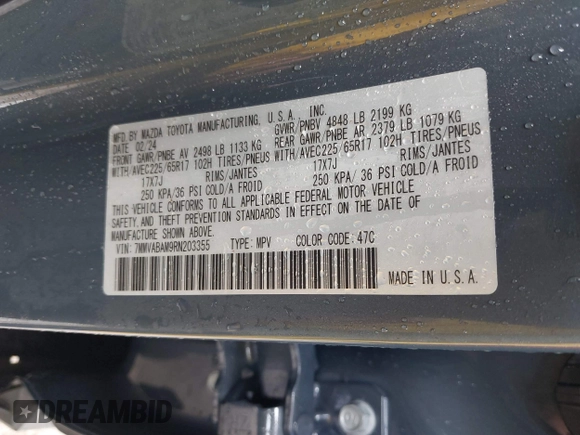 MFD BY MAZDA TOYOTA MANUFACTURING, U.S.A. INC.
DATE 02/24 GVWR/PNBV 4848 LB 2199 KG
FRONT GAWR/PNBE AV 2498 LB 1133 KG REAR GAWR/PNBE AR 2379 LB 1079 KG
WITH/AVEC225/65R17 102H TIRES/PNEUS WITH/AVEC225/65R17 102H TIRES/PNEUS
17X7J RIMS/JANTES 17X7J RIMS/JANTES
250 KPA/36 PSI COLD/A FROID 250 KPA/36 PSI COLD/A FROID
THIS VEHICLE CONFORMS TO ALL APPLICABLE FEDERAL MOTOR VEHICLE
SAFETY, AND THEFT PREVENTION STANDARDS IN EFFECT ON THE DATE OF
MANUFACTURE SHOWN ABOVE.
VIN: 7MMVABAM9RN203355 TYPE: MPV COLOR CODE: 47C
MADE IN U.S.A.
DREAMBID